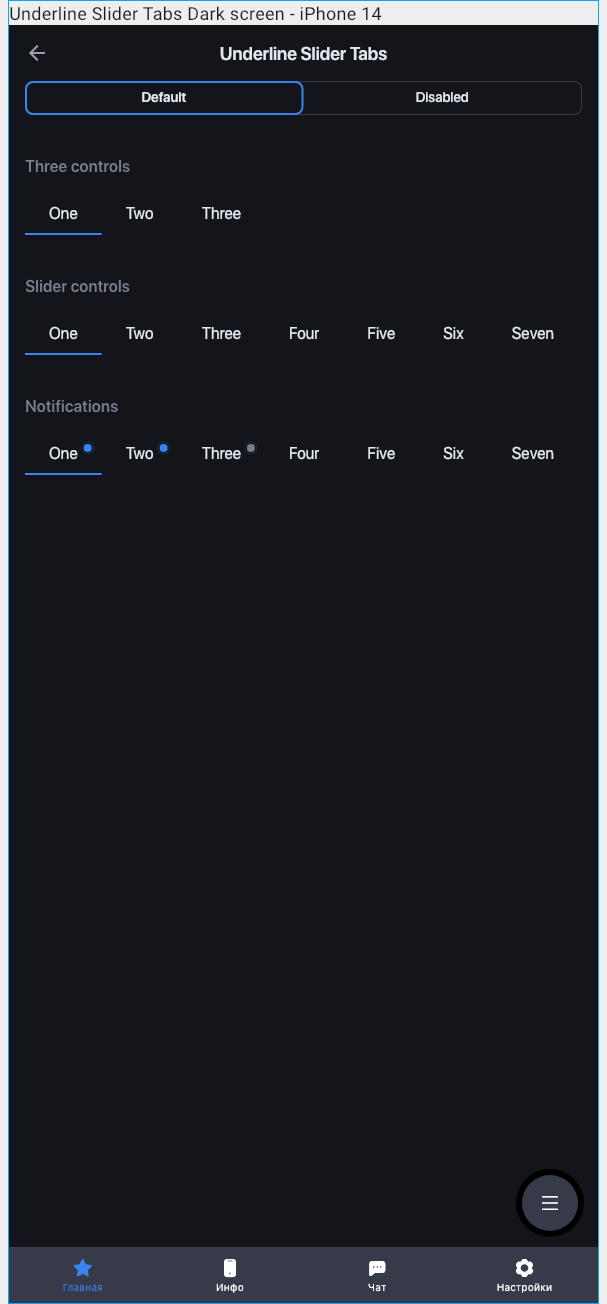 Underline Slider Tabs Dark screen - iPhone 14
Underline Slider Tabs
Default Disabled
Three controls
One Two Three
Slider controls
One Two Three Four Five Six Seven
Notifications
One Two Three Four Five Six Seven
Главная Инфо Чат Настройки